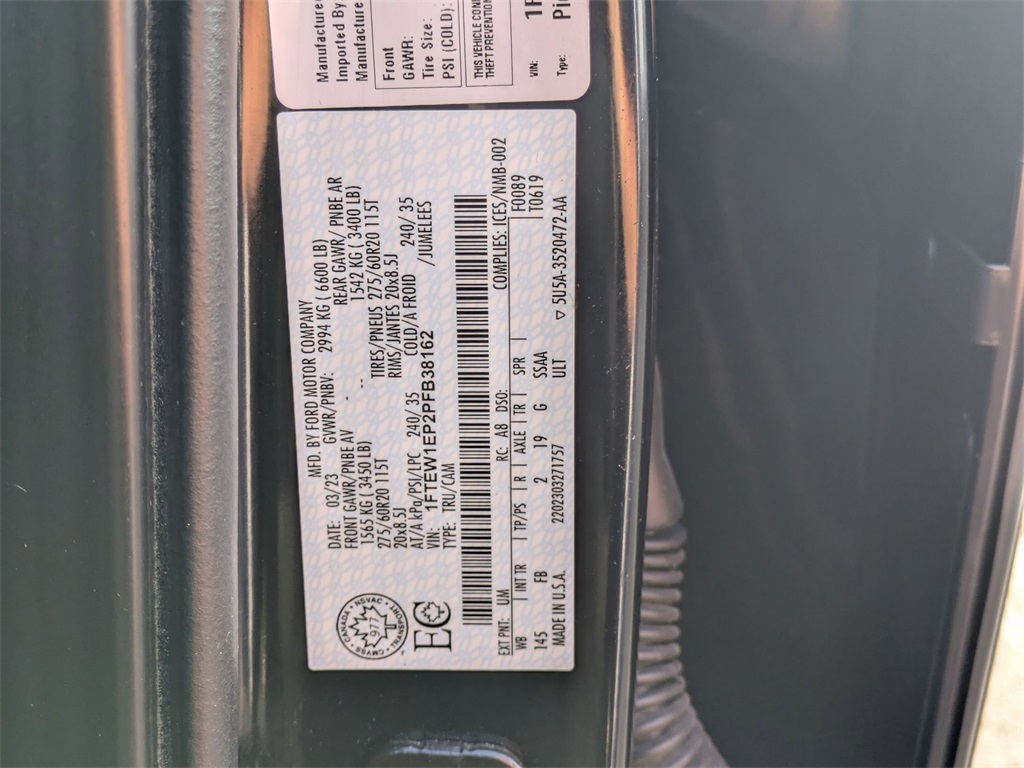 Manufacture
Imported By
Manufacture
Front
GAWR:
Tire Size:
PSI (COLD):
THIS VEHICLE CON
THEFT PREVENTION
VIN:
Type:
MFD. BY FORD MOTOR COMPANY
DATE: 03/23 GVWR/PNBV: 2994 KG ( 6600 LB)
FRONT GAWR/PNBE AV REAR GAWR/ PNBE AR
1565 KG ( 3450 LB) -- 1542 KG ( 3400 LB)
275/60R20 115T TIRES/PNEUS 275/60R20 115T
20x8.5J RIMS/JANTES 20x8.5J
AT/A kPa/PSI/LPC 240/ 35 COLD/A FROID 240/ 35
VIN: 1FTEW1EP2PFB38162 /JUMELEES
TYPE: TRU/CAM
CANADA • NSVAC • TRANSPORT • CMVSS •
977
EC
EXT PNT: UM RC: A8 DSO: COMPLIES: ICES/NMB-002
WB | INT TR | TP/PS | R | AXLE | TR | SPR | F0089
145 FB 2 19 G SSAA T0619
MADE IN U.S.A. 2202303271757 ULT ▽ 5U5A-3520472-AA